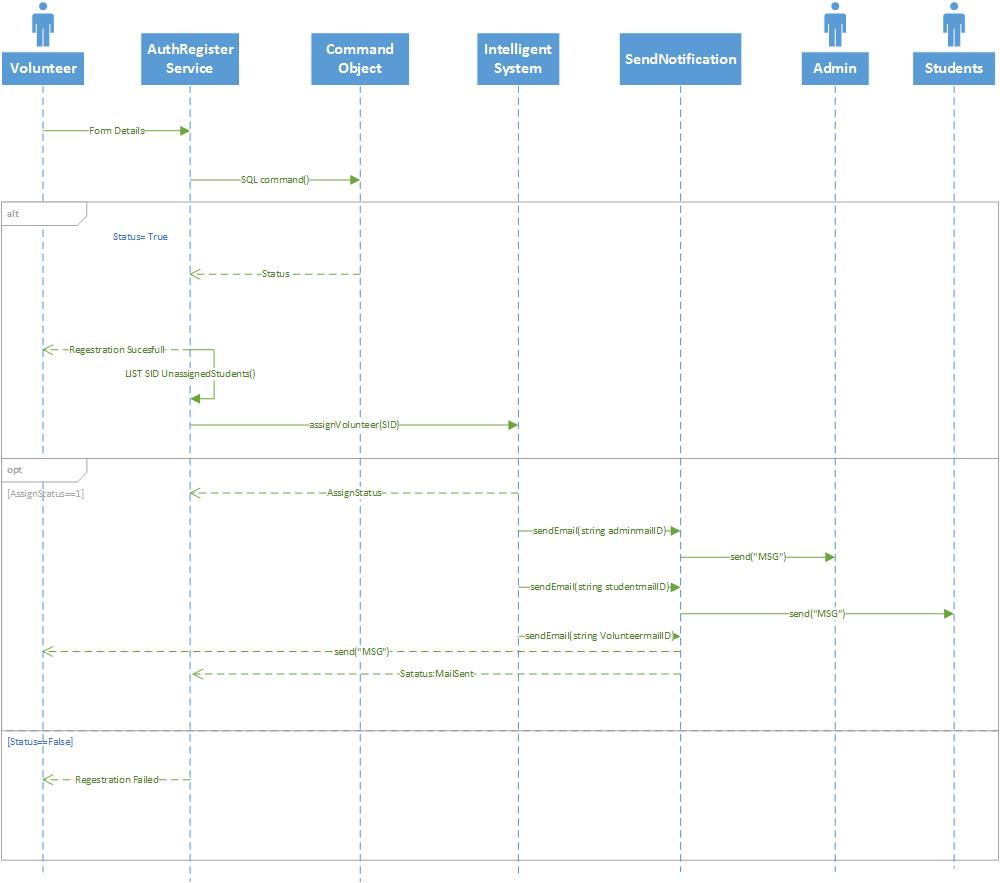 Volunteer
AuthRegister
Service
Command
Object
Intelligent
System
SendNotification
Admin
Students
Form Details
SQL command()
alt
Status= True
Status
Regestration Sucesfull
LIST SID UnassignedStudents()
assignVolunteer(SID)
opt
[AssignStatus==1]
AssignStatus
sendEmail(string adminmailID)
send("MSG")
sendEmail(string studentmailID)
send("MSG")
sendEmail(string VolunteermailID)
send("MSG")
Satatus:MailSent
[Status==False]
Regestration Failed